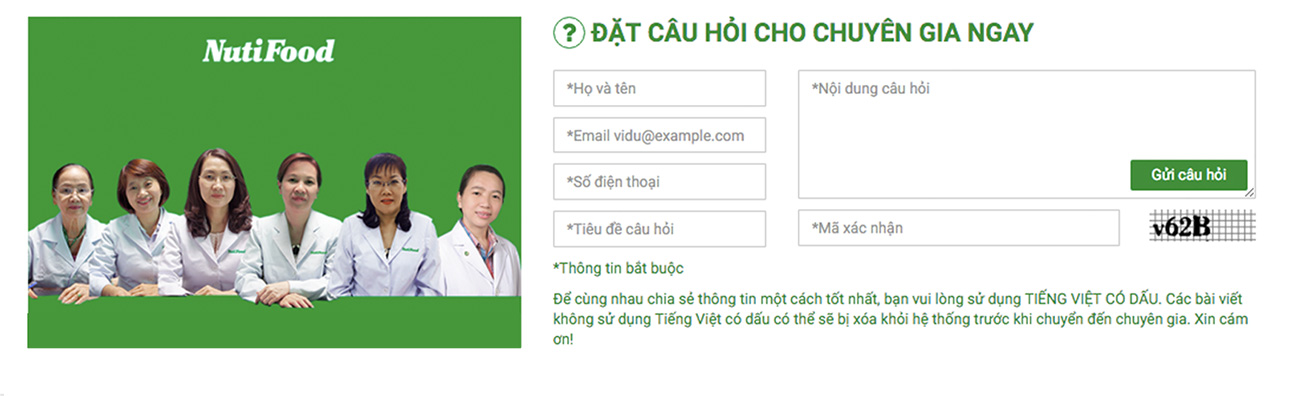 NutiFood
? ĐẶT CÂU HỎI CHO CHUYÊN GIA NGAY
*Họ và tên
*Nội dung câu hỏi
*Email vidu@example.com
*Số điện thoại
Gửi câu hỏi
*Tiêu đề câu hỏi
*Mã xác nhận
v62B
*Thông tin bắt buộc
Để cùng nhau chia sẻ thông tin một cách tốt nhất, bạn vui lòng sử dụng TIẾNG VIỆT CÓ DẤU. Các bài viết
không sử dụng Tiếng Việt có dấu có thể sẽ bị xóa khỏi hệ thống trước khi chuyển đến chuyên gia. Xin cám
ơn!
NutiFood
NutiFood